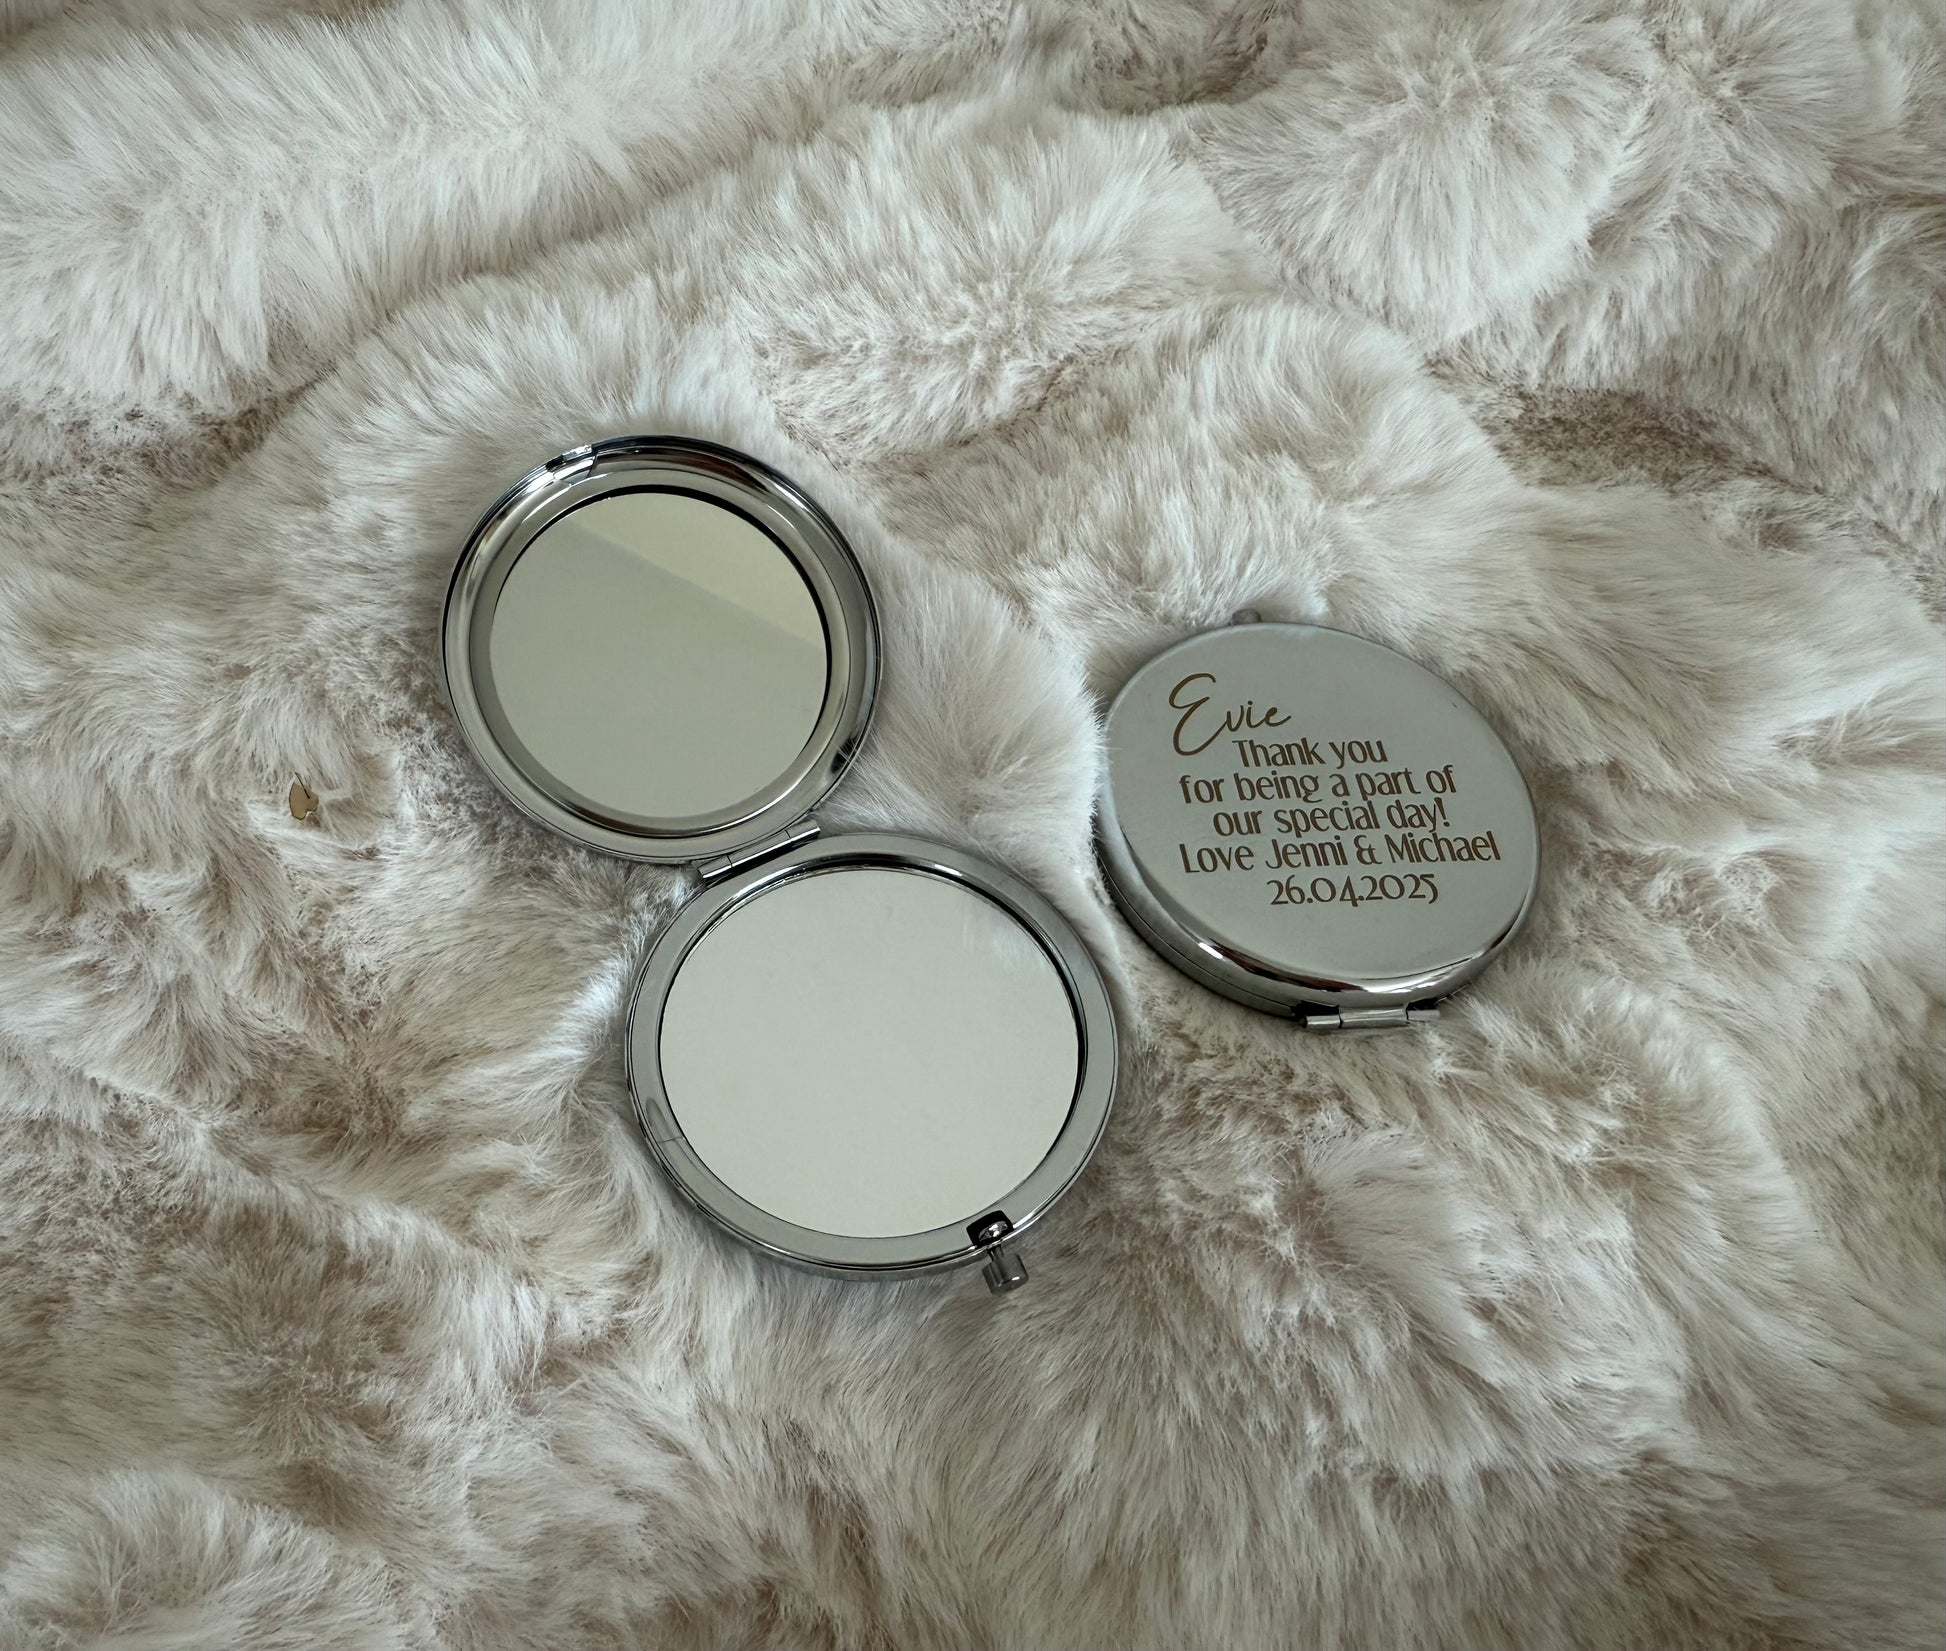 Evie
Thank you
for being a part of
our special day!
Love Jenni & Michael
26.04.2025